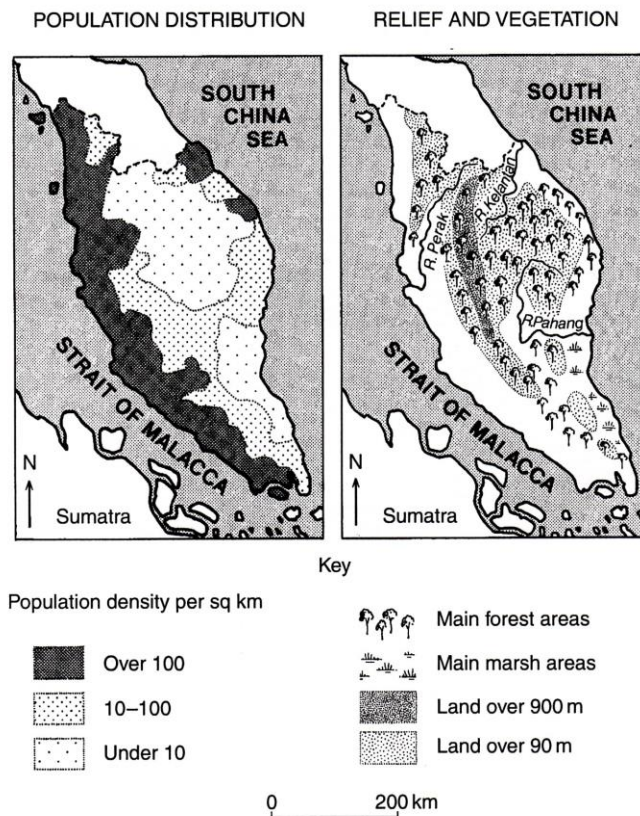 POPULATION DISTRIBUTION
RELIEF AND VEGETATION
SOUTH
CHINA
SEA
STRAIT OF MALACCA
N
Sumatra
SOUTH
CHINA
SEA
R. Perak
R. Kelantan
R.Pahang
STRAIT OF MALACCA
N
Sumatra
Key
Population density per sq km
Over 100
10–100
Under 10
Main forest areas
Main marsh areas
Land over 900 m
Land over 90 m
0
200 km